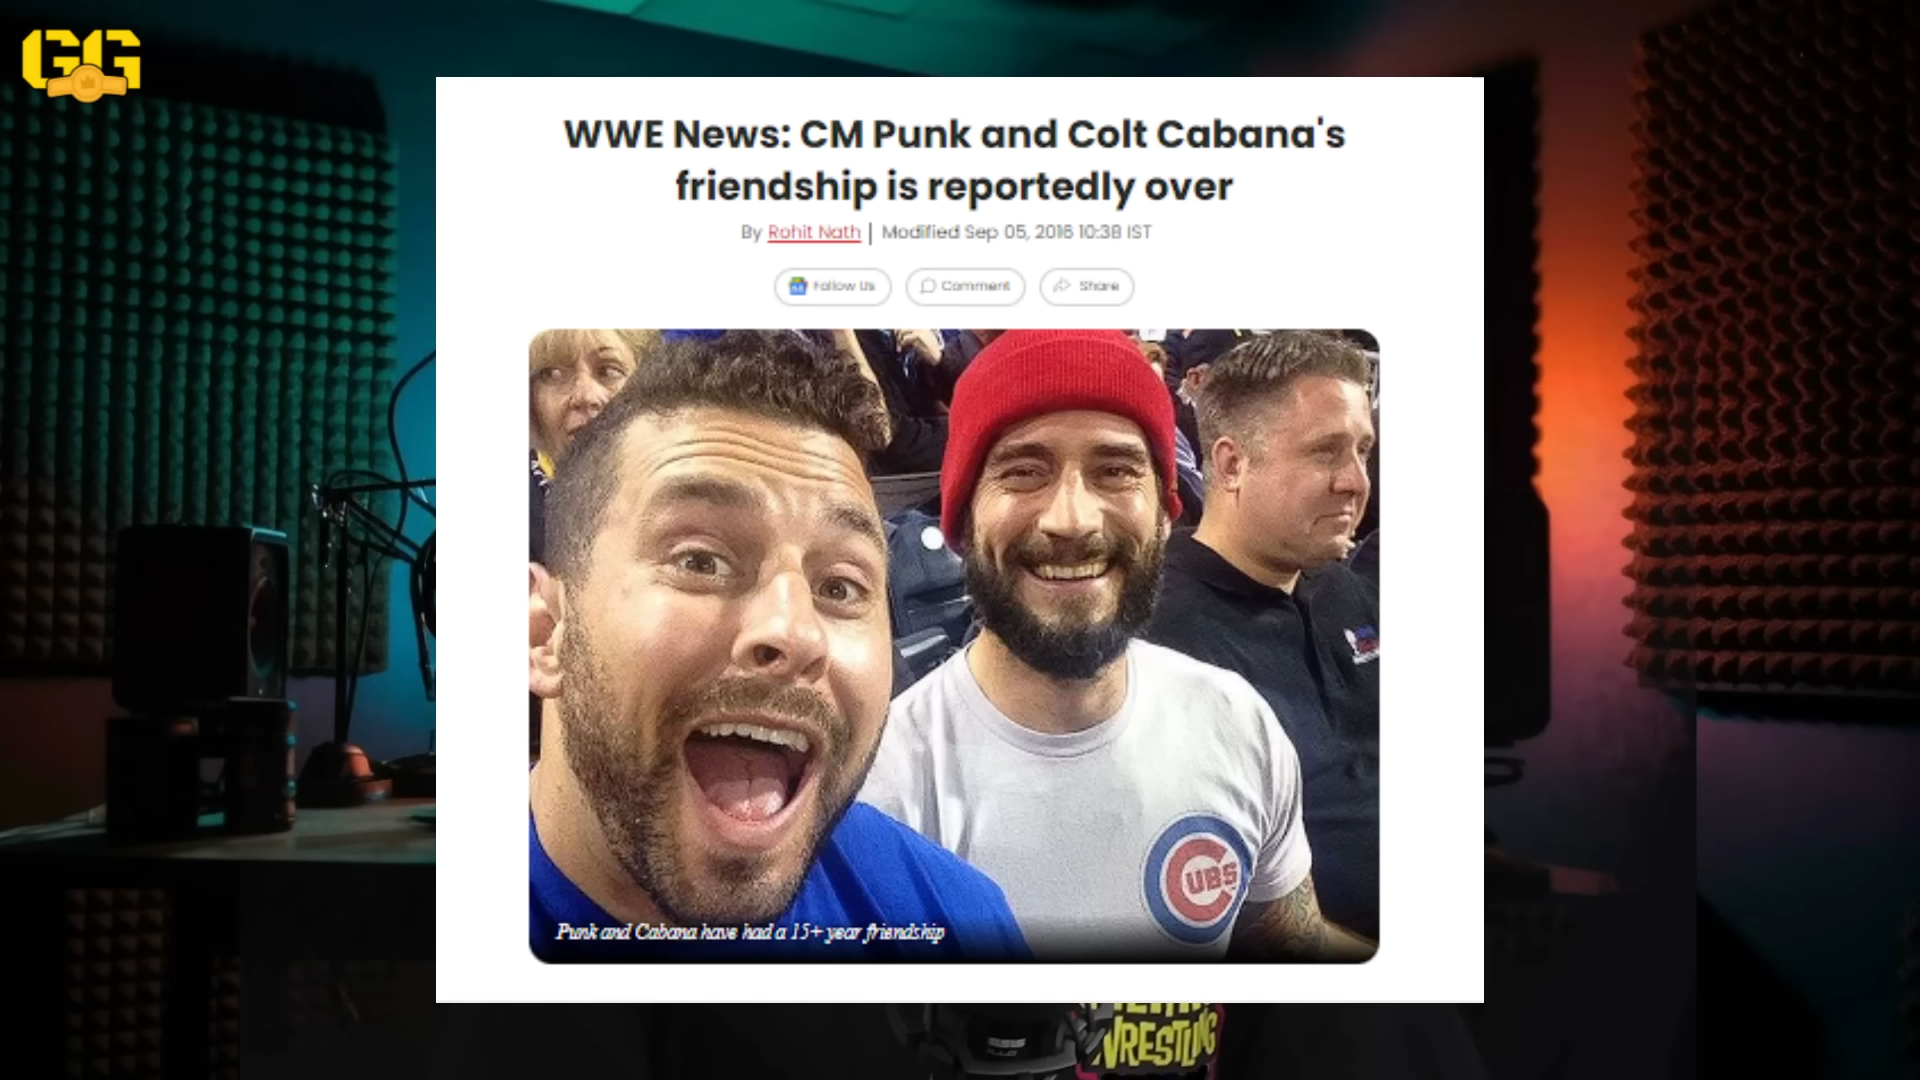 GG
WWE News: CM Punk and Colt Cabana's
friendship is reportedly over
By Rohit Nath | Modified Sep 05, 2016 10:38 IST
Follow Us Comment Share
CUBS
Punk and Cabana have had a 15+ year friendship
WRESTLING